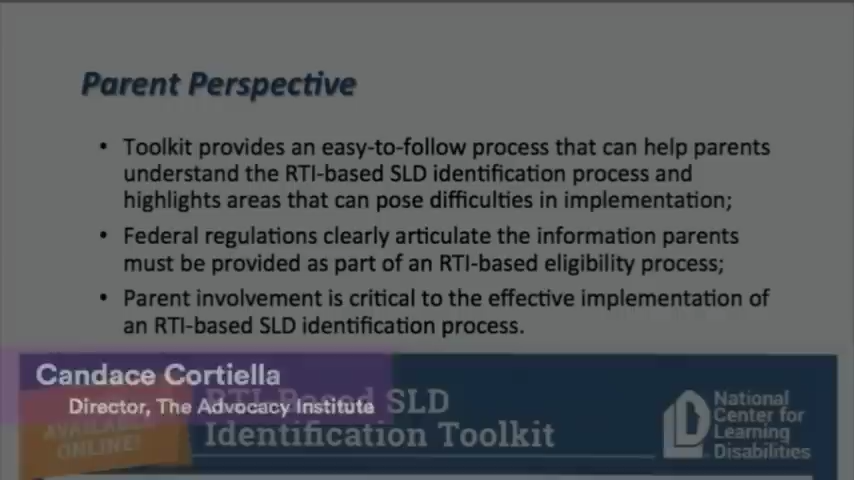 Parent Perspective
• Toolkit provides an easy-to-follow process that can help parents
understand the RTI-based SLD identification process and
highlights areas that can pose difficulties in implementation;
• Federal regulations clearly articulate the information parents
must be provided as part of an RTI-based eligibility process;
• Parent involvement is critical to the effective implementation of
an RTI-based SLD identification process.
Candace Cortiella
Director, The Advocacy Institute
AVAILABLE
ONLINE!
RTI-Based SLD
Identification Toolkit
National
Center for
Learning
Disabilities